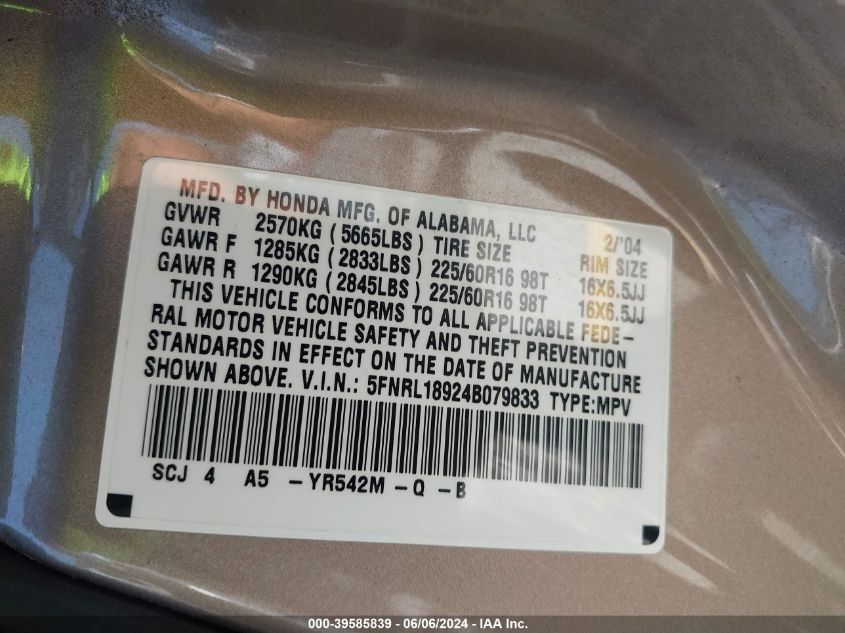 MFD. BY HONDA MFG. OF ALABAMA, LLC 2/'04
GVWR 2570KG ( 5665LBS ) TIRE SIZE RIM SIZE
GAWR F 1285KG ( 2833LBS ) 225/60R16 98T 16X6.5JJ
GAWR R 1290KG ( 2845LBS ) 225/60R16 98T 16X6.5JJ
THIS VEHICLE CONFORMS TO ALL APPLICABLE FEDE-
RAL MOTOR VEHICLE SAFETY AND THEFT PREVENTION
STANDARDS IN EFFECT ON THE DATE OF MANUFACTURE
SHOWN ABOVE. V.I.N.: 5FNRL18924B079833 TYPE:MPV
SCJ 4 A5 -YR542M -Q -B
000-39585839 - 06/06/2024 - IAA Inc.